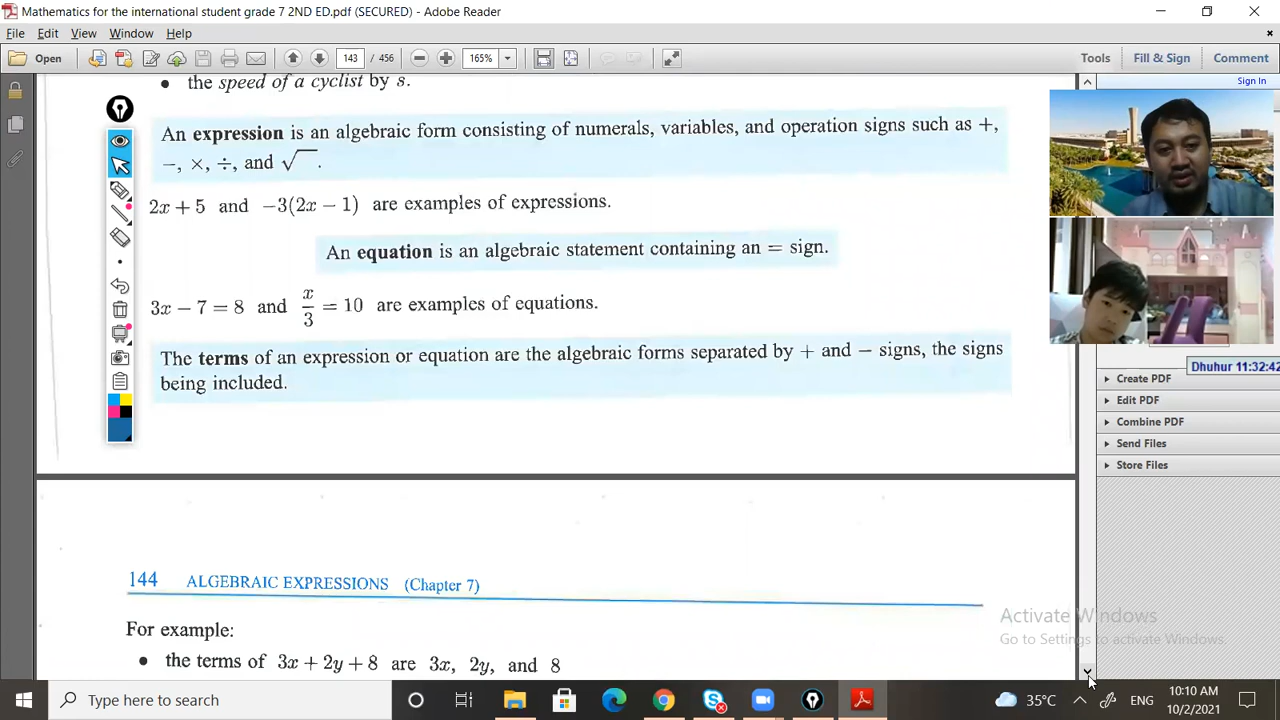 Mathematics for the international student grade 7 2ND ED.pdf (SECURED) - Adobe Reader
File Edit View Window Help
Open 143 / 456 165% Tools Fill & Sign Comment
Sign In
• the speed of a cyclist by s.
An expression is an algebraic form consisting of numerals, variables, and operation signs such as +,
−, ×, ÷, and √ .
2x + 5 and −3(2x − 1) are examples of expressions.
An equation is an algebraic statement containing an = sign.
3x − 7 = 8 and x/3 = 10 are examples of equations.
The terms of an expression or equation are the algebraic forms separated by + and − signs, the signs
being included.
Dhuhur 11:32:42
Create PDF
Edit PDF
Combine PDF
Send Files
Store Files
144 ALGEBRAIC EXPRESSIONS (Chapter 7)
For example:
• the terms of 3x + 2y + 8 are 3x, 2y, and 8
Activate Windows
Go to Settings to activate Windows.
Type here to search
35°C ENG 10:10 AM
10/2/2021